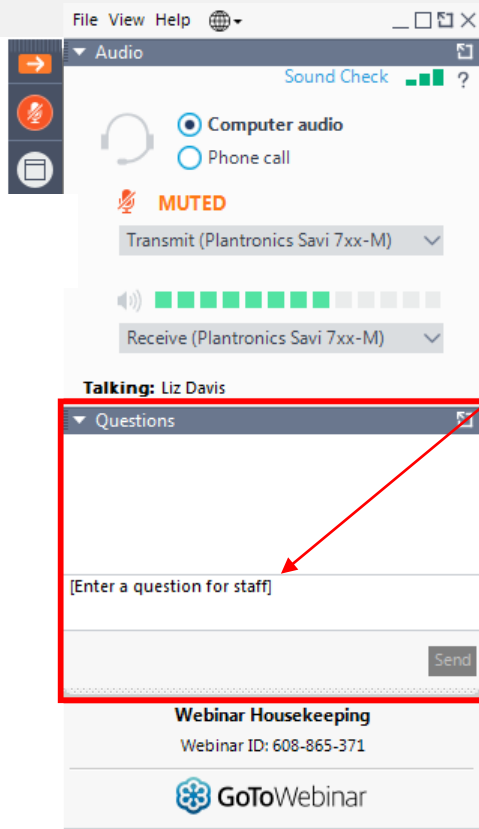 File View Help
Audio
Sound Check ?
Computer audio
Phone call
MUTED
Transmit (Plantronics Savi 7xx-M)
Receive (Plantronics Savi 7xx-M)
Talking: Liz Davis
Questions
[Enter a question for staff]
Send
Webinar Housekeeping
Webinar ID: 608-865-371
GoToWebinar